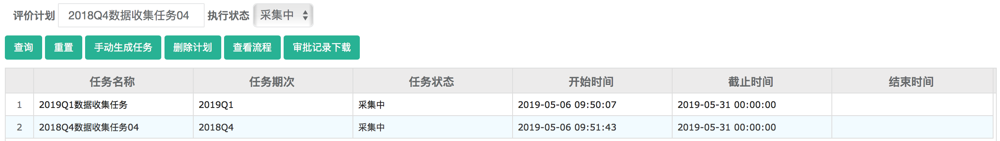 评价计划 2018Q4数据收集任务04 执行状态 采集中
查询 重置 手动生成任务 删除计划 查看流程 审批记录下载
任务名称 任务期次 任务状态 开始时间 截止时间 结束时间
1 2019Q1数据收集任务 2019Q1 采集中 2019-05-06 09:50:07 2019-05-31 00:00:00
2 2018Q4数据收集任务04 2018Q4 采集中 2019-05-06 09:51:43 2019-05-31 00:00:00